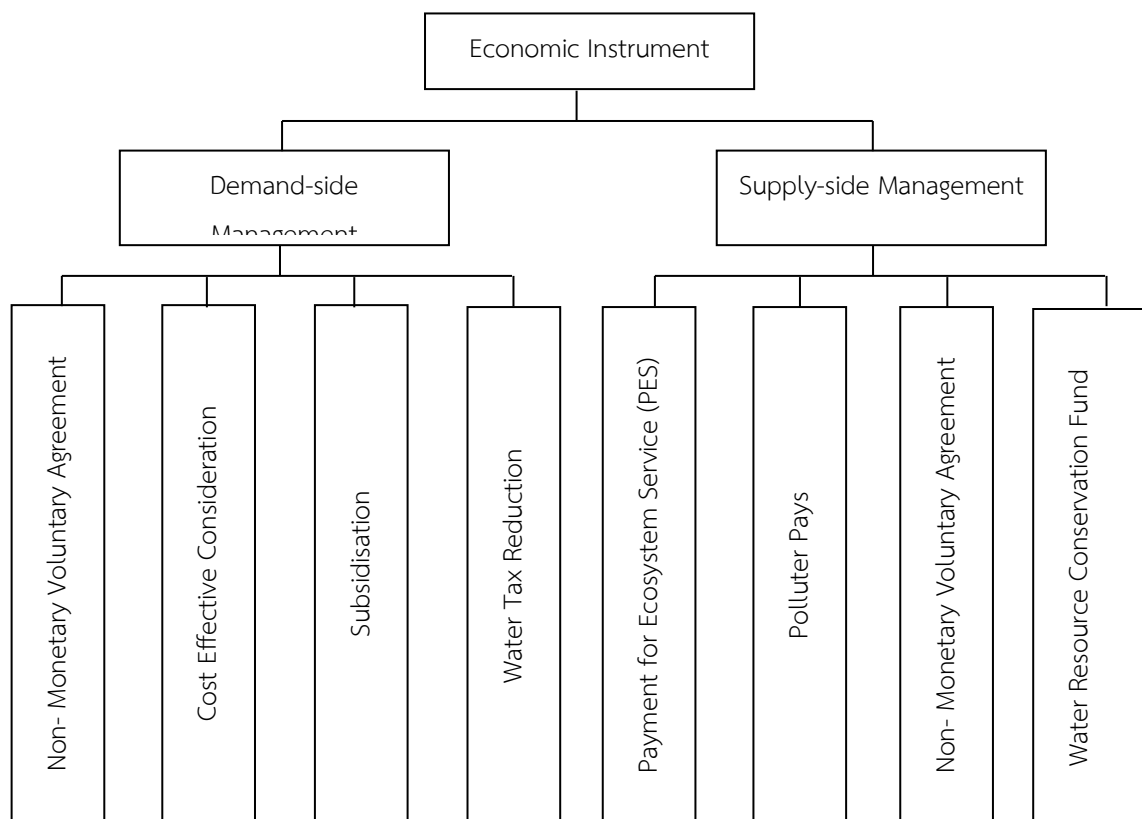 Economic Instrument
Demand-side
Management
Supply-side Management
Non- Monetary Voluntary Agreement
Cost Effective Consideration
Subsidisation
Water Tax Reduction
Payment for Ecosystem Service (PES)
Polluter Pays
Non- Monetary Voluntary Agreement
Water Resource Conservation Fund